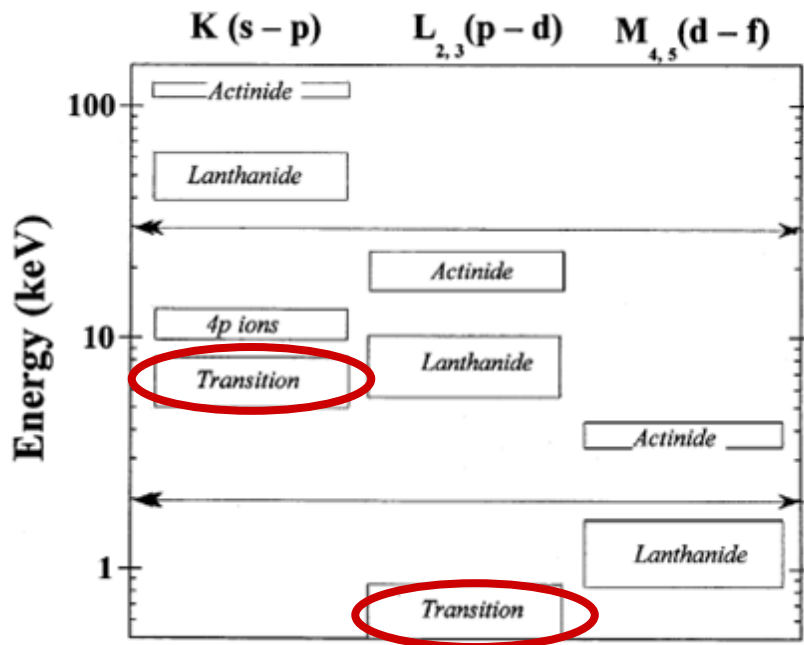 K (s – p) L2, 3 (p – d) M4, 5 (d – f)
100
Actinide
Lanthanide
Actinide
4p ions
10
Lanthanide
Transition
Actinide
1
Lanthanide
Transition
Energy (keV)